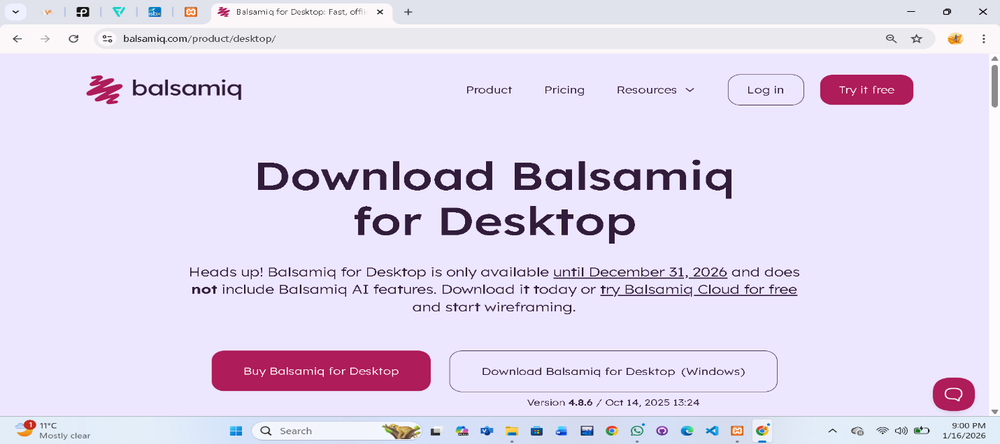 Balsamiq for Desktop: Fast, offli
balsamiq.com/product/desktop/
balsamiq
Product
Pricing
Resources
Log in
Try it free
Download Balsamiq
for Desktop
Heads up! Balsamiq for Desktop is only available until December 31, 2026 and does
not include Balsamiq AI features. Download it today or try Balsamiq Cloud for free
and start wireframing.
Buy Balsamiq for Desktop
Download Balsamiq for Desktop (Windows)
Version 4.8.6 / Oct 14, 2025 13:24
1
11°C
Mostly clear
Search
9:00 PM
1/16/2026